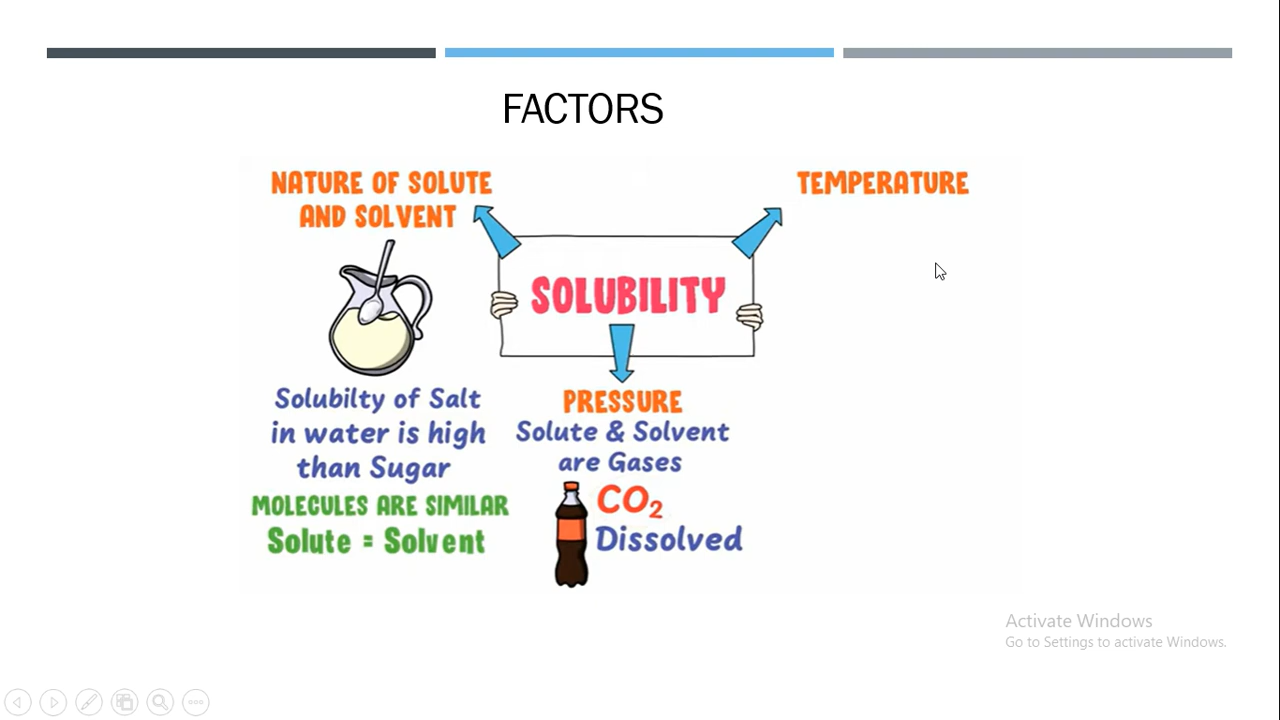 FACTORS
NATURE OF SOLUTE
AND SOLVENT
TEMPERATURE
SOLUBILITY
Solubilty of Salt
in water is high
than Sugar
MOLECULES ARE SIMILAR
Solute = Solvent
PRESSURE
Solute & Solvent
are Gases
CO₂
Dissolved
Activate Windows
Go to Settings to activate Windows.